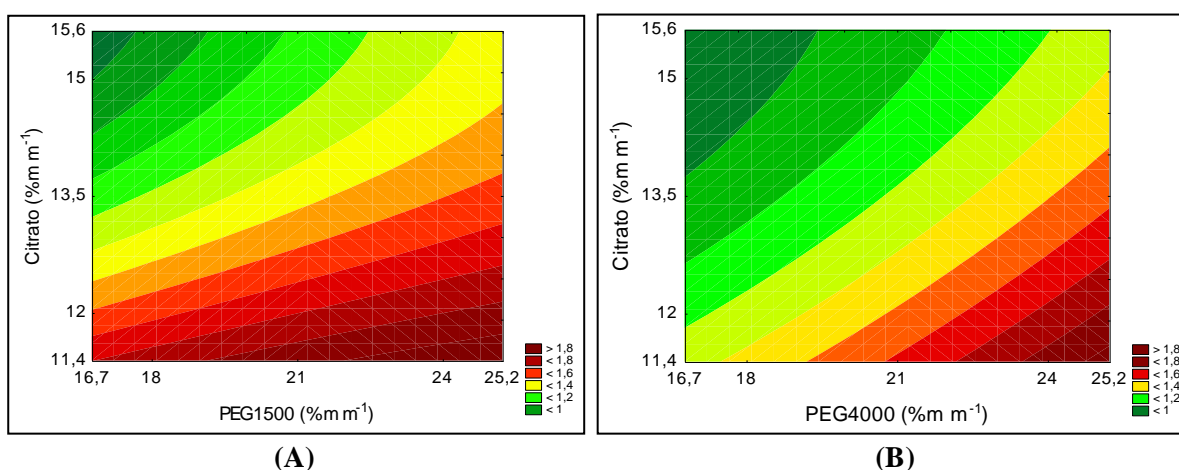 15,6
15
13,5
12
11,4
Citrato (%m m-¹)
16,7 18 21 24 25,2
PEG1500 (%m m-¹)
> 1,8
< 1,8
< 1,6
< 1,4
< 1,2
< 1
(A)
15,6
15
13,5
12
11,4
Citrato (%m m-¹)
16,7 18 21 24 25,2
PEG4000 (%m m-¹)
> 1,8
< 1,8
< 1,6
< 1,4
< 1,2
< 1
(B)